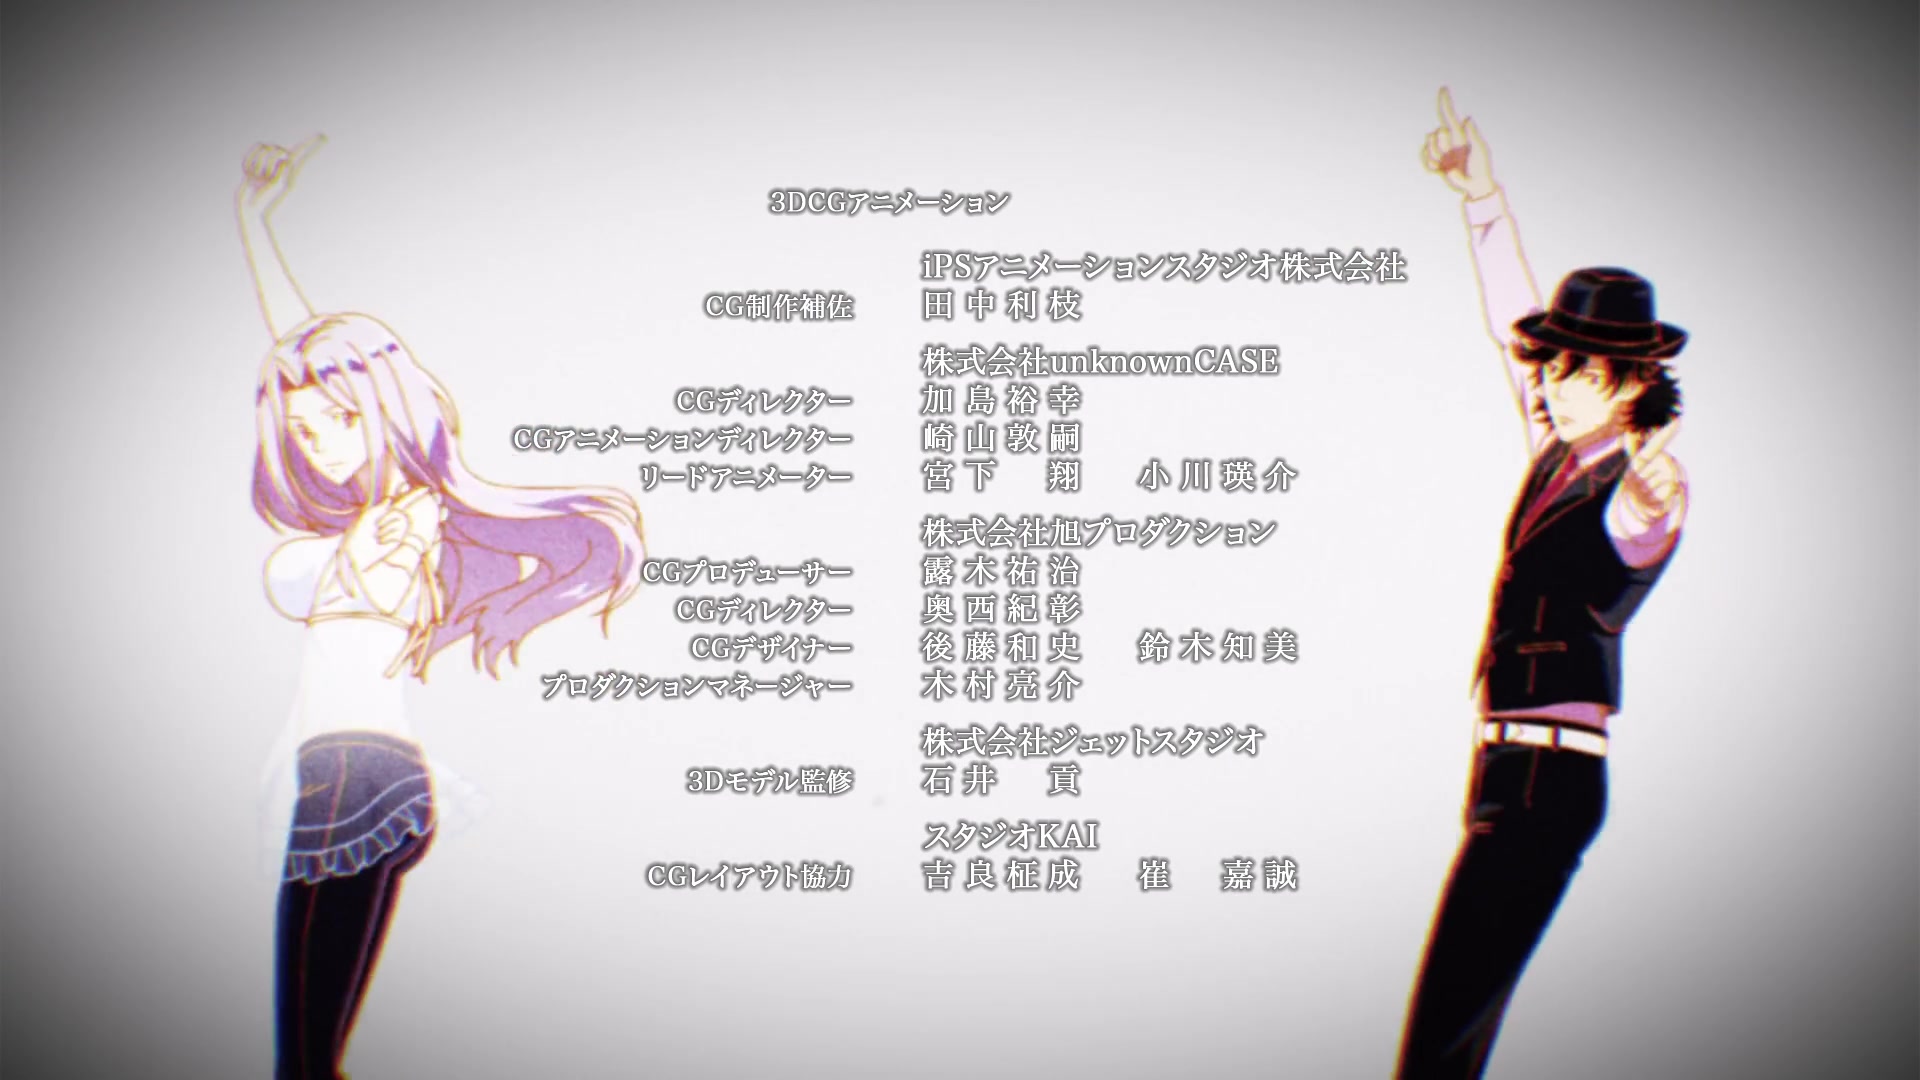 3DCGアニメーション
iPSアニメーションスタジオ株式会社
CG制作補佐 田中利枝
株式会社unknownCASE
CGディレクター 加島裕幸
CGアニメーションディレクター 崎山敦嗣
リードアニメーター 宮下 翔 小川瑛介
株式会社旭プロダクション
CGプロデューサー 露木祐治
CGディレクター 奥西紀彰
CGデザイナー 後藤和史 鈴木知美
プロダクションマネージャー 木村亮介
株式会社ジェットスタジオ
3Dモデル監修 石井 貢
スタジオKAI
CGレイアウト協力 吉良柾成 崔 嘉誠